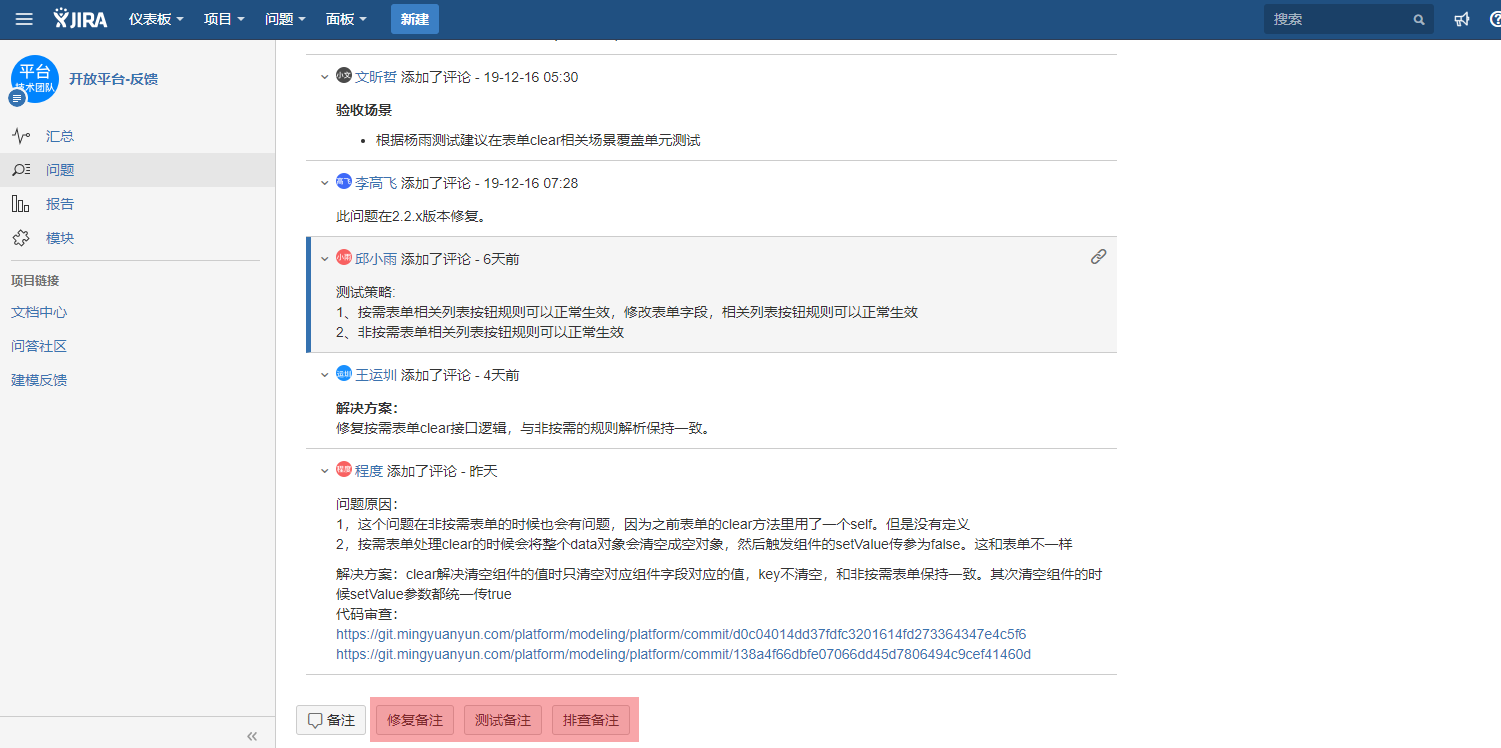 JIRA 仪表板 项目 问题 面板 新建 搜索
平台
技术团队
开放平台-反馈
汇总
问题
报告
模块
项目链接
文档中心
问答社区
建模反馈
小文 文昕哲 添加了评论 - 19-12-16 05:30
验收场景
• 根据杨雨测试建议在表单clear相关场景覆盖单元测试
高飞 李高飞 添加了评论 - 19-12-16 07:28
此问题在2.2.x版本修复。
小雨 邱小雨 添加了评论 - 6天前
测试策略:
1、按需表单相关列表按钮规则可以正常生效，修改表单字段，相关列表按钮规则可以正常生效
2、非按需表单相关列表按钮规则可以正常生效
运圳 王运圳 添加了评论 - 4天前
解决方案：
修复按需表单clear接口逻辑，与非按需的规则解析保持一致。
程度 程度 添加了评论 - 昨天
问题原因：
1，这个问题在非按需表单的时候也会有问题，因为之前表单的clear方法里用了一个self。但是没有定义
2，按需表单处理clear的时候会将整个data对象会清空成空对象，然后触发组件的setValue传参为false。这和表单不一样
解决方案：clear解决清空组件的值时只清空对应组件字段对应的值，key不清空，和非按需表单保持一致。其次清空组件的时
候setValue参数都统一传true
代码审查：
https://git.mingyuanyun.com/platform/modeling/platform/commit/d0c04014dd37fdfc3201614fd273364347e4c5f6
https://git.mingyuanyun.com/platform/modeling/platform/commit/138a4f66dbfe07066dd45d7806494c9cef41460d
备注 修复备注 测试备注 排查备注